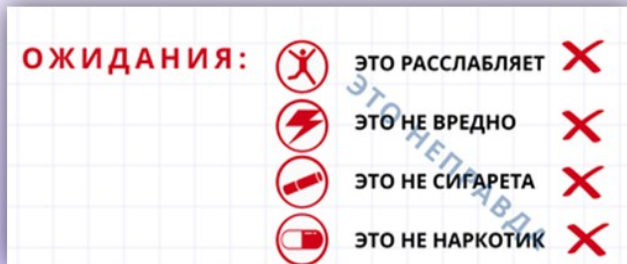 ОЖИДАНИЯ:
ЭТО РАССЛАБЛЯЕТ
ЭТО НЕ ВРЕДНО
ЭТО НЕ СИГАРЕТА
ЭТО НЕ НАРКОТИК
ЭТО НЕПРАВДА